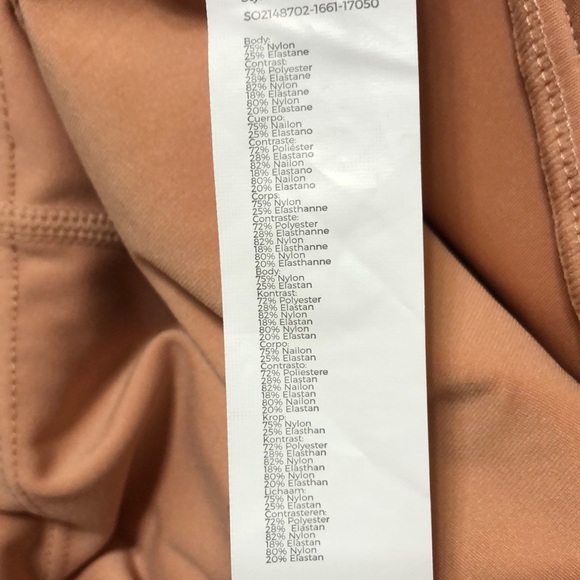 SO2148702-1661-17050
Body:
75% Nylon
25% Elastane
Contrast:
72% Polyester
28% Elastane
82% Nylon
18% Elastane
80% Nylon
20% Elastane
Cuerpo:
75% Nailon
25% Elastano
Contraste:
72% Poliéster
28% Elastano
82% Nailon
18% Elastano
80% Nailon
20% Elastano
Corps:
75% Nylon
25% Elasthanne
Contraste:
72% Polyester
28% Elasthanne
82% Nylon
18% Elasthanne
80% Nylon
20% Elasthanne
Body:
75% Nylon
25% Elastan
Kontrast:
72% Polyester
28% Elastan
82% Nylon
18% Elastan
80% Nylon
20% Elastan
Corpo:
75% Nailon
25% Elastan
Contrasto:
72% Poliestere
28% Elastan
82% Nailon
18% Elastan
80% Nailon
20% Elastan
Krop:
75% Nylon
25% Elasthan
Kontrast:
72% Polyester
28% Elasthan
82% Nylon
18% Elasthan
80% Nylon
20% Elasthan
Lichaam:
75% Nylon
25% Elastan
Contrasteren:
72% Polyester
28% Elastan
82% Nylon
18% Elastan
80% Nylon
20% Elastan